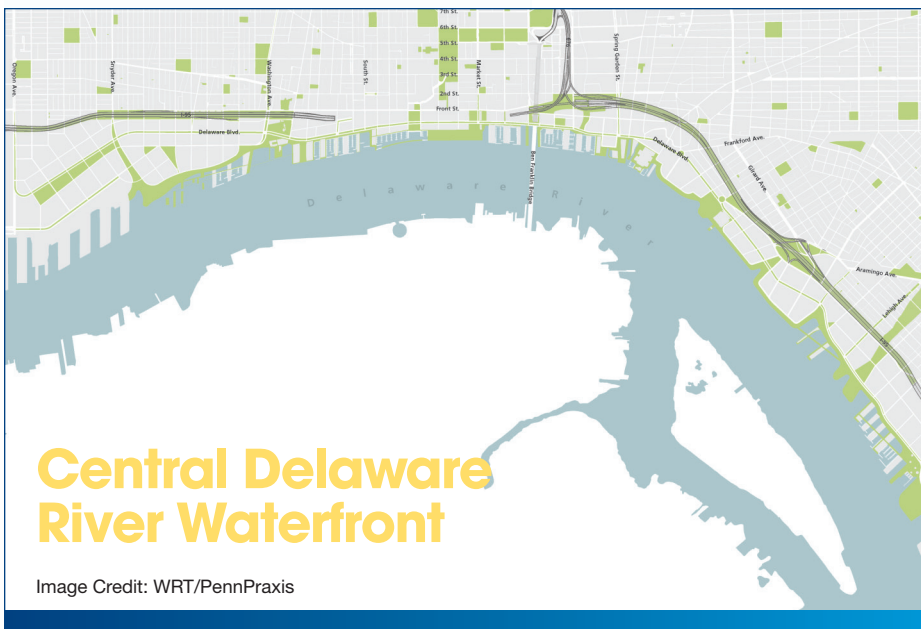 7th St.
6th St.
5th St.
4th St.
3rd St.
2nd St.
Front St.
Oregon Ave.
Snyder Ave.
Washington Ave.
South St.
Market St.
I-676
Spring Garden St.
I-95
Delaware Blvd.
Ben Franklin Bridge
Delaware Blvd.
Frankford Ave.
Girard Ave.
Delaware River
Aramingo Ave.
Lehigh Ave.
I-95
Central Delaware
River Waterfront
Image Credit: WRT/PennPraxis